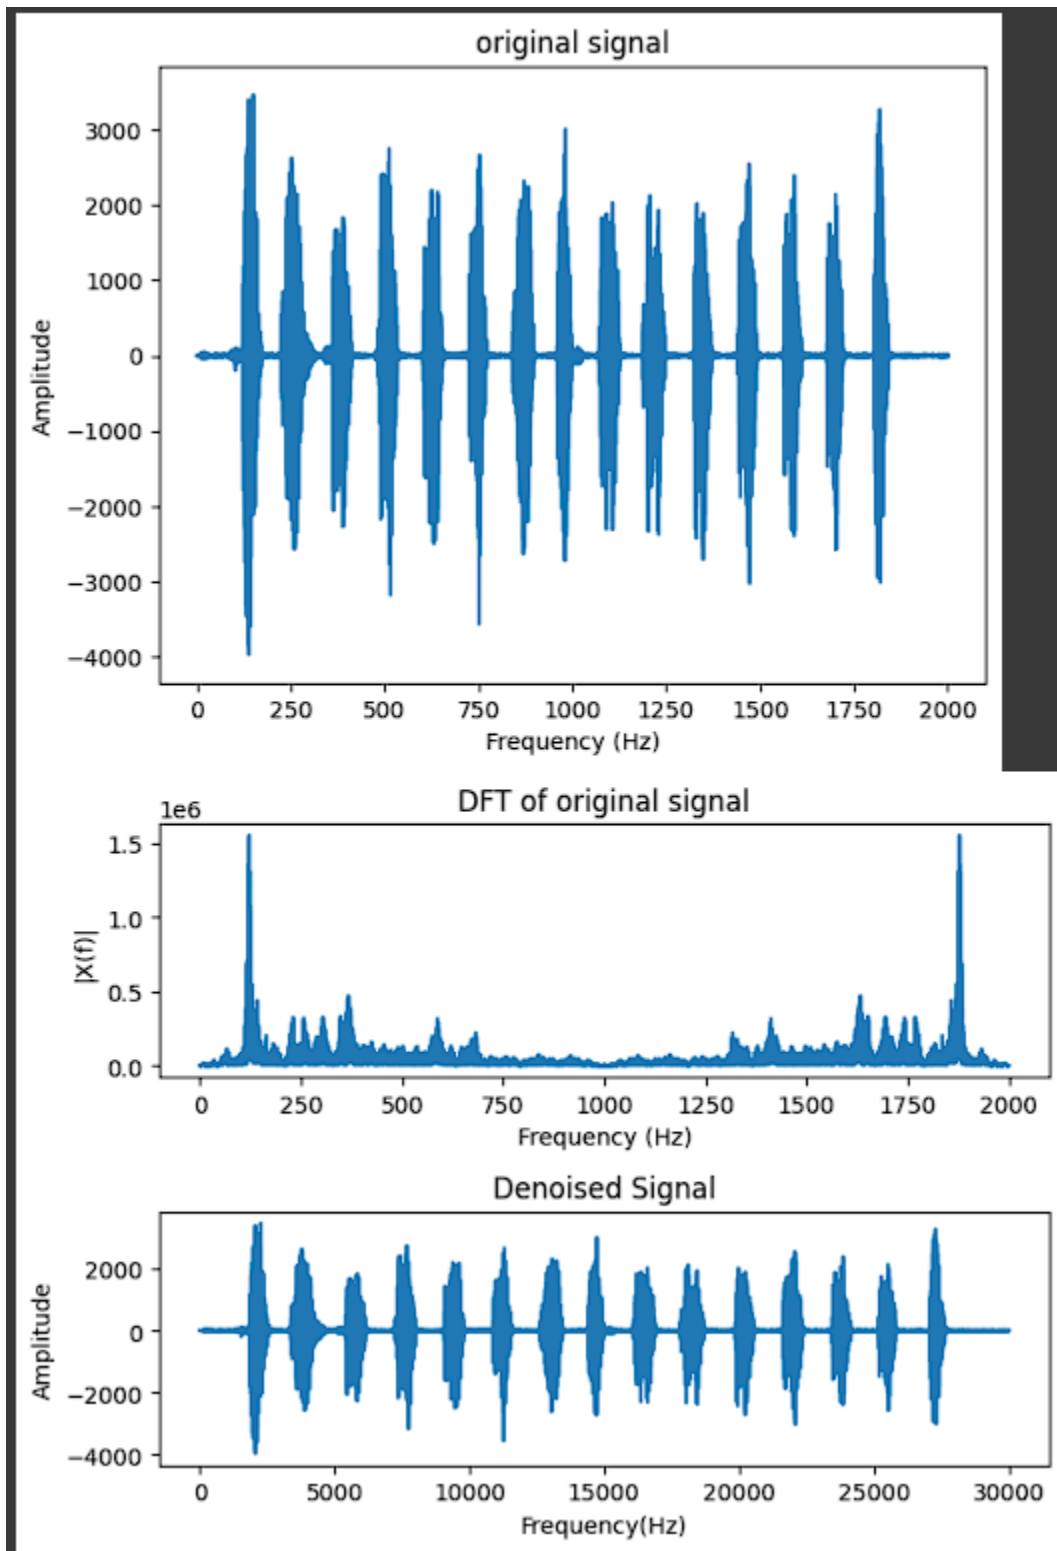 original signal
3000
2000
1000
0
−1000
−2000
−3000
−4000
Amplitude
0 250 500 750 1000 1250 1500 1750 2000
Frequency (Hz)
DFT of original signal
1e6
1.5
1.0
0.5
0.0
|X(f)|
0 250 500 750 1000 1250 1500 1750 2000
Frequency (Hz)
Denoised Signal
2000
0
−2000
−4000
Amplitude
0 5000 10000 15000 20000 25000 30000
Frequency(Hz)